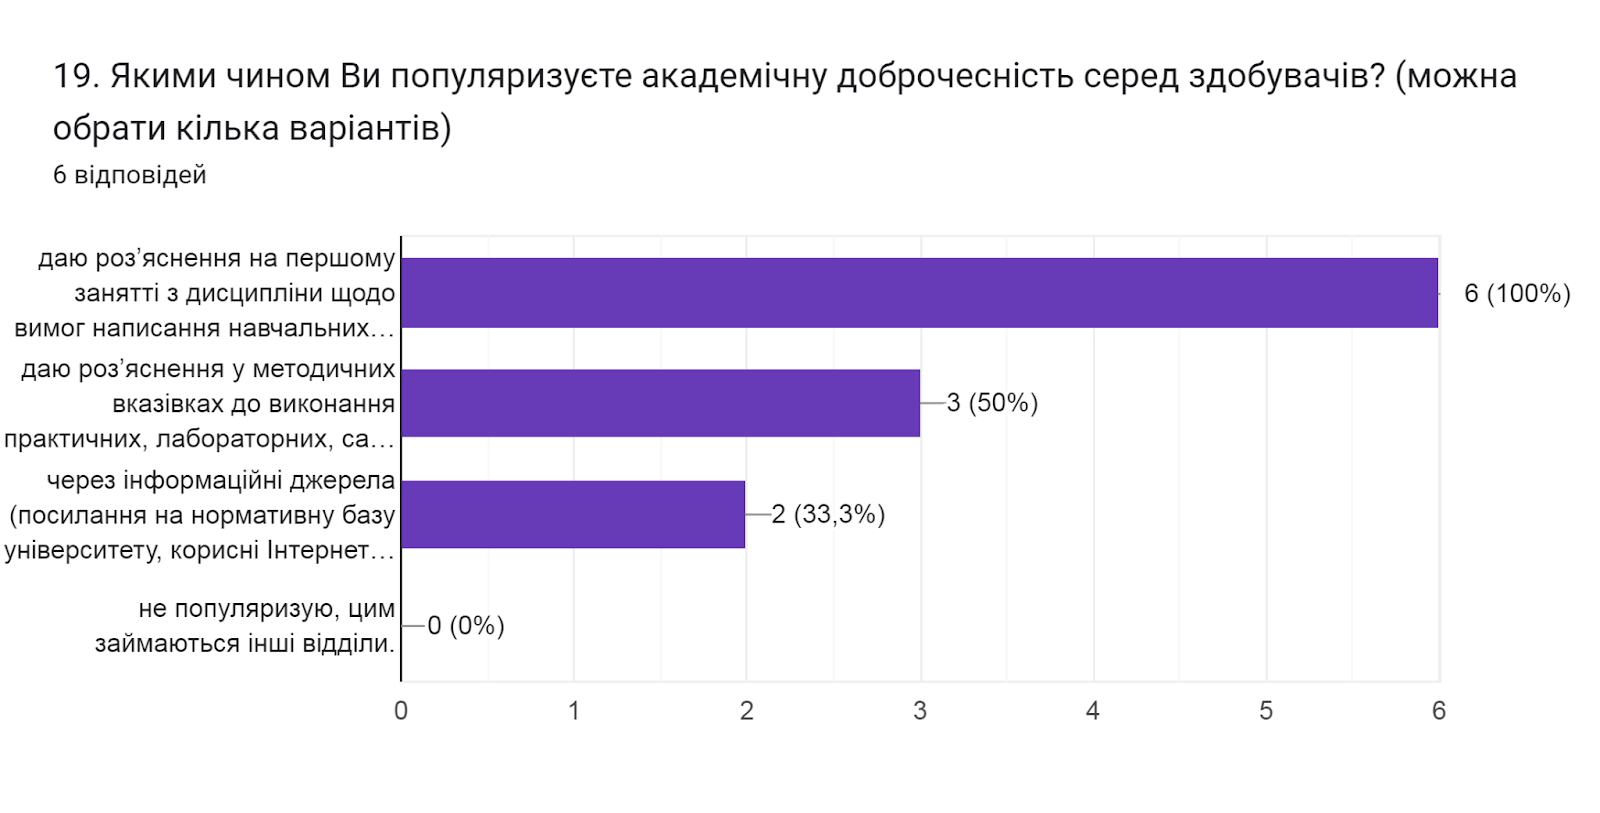 19. Якими чином Ви популяризуєте академічну доброчесність серед здобувачів? (можна
обрати кілька варіантів)
6 відповідей
даю роз’яснення на першому
занятті з дисципліни щодо
вимог написання навчальних…
6 (100%)
даю роз’яснення у методичних
вказівках до виконання
практичних, лабораторних, са…
3 (50%)
через інформаційні джерела
(посилання на нормативну базу
університету, корисні Інтернет…
2 (33,3%)
не популяризую, цим
займаються інші відділи.
0 (0%)
0 1 2 3 4 5 6